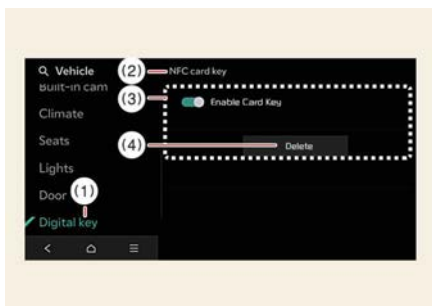 Vehicle
(2)
NFC card key
Built-in cam
(3)
Enable Card Key
Climate
Seats
(4)
Delete
Lights
Door
(1)
Digital key